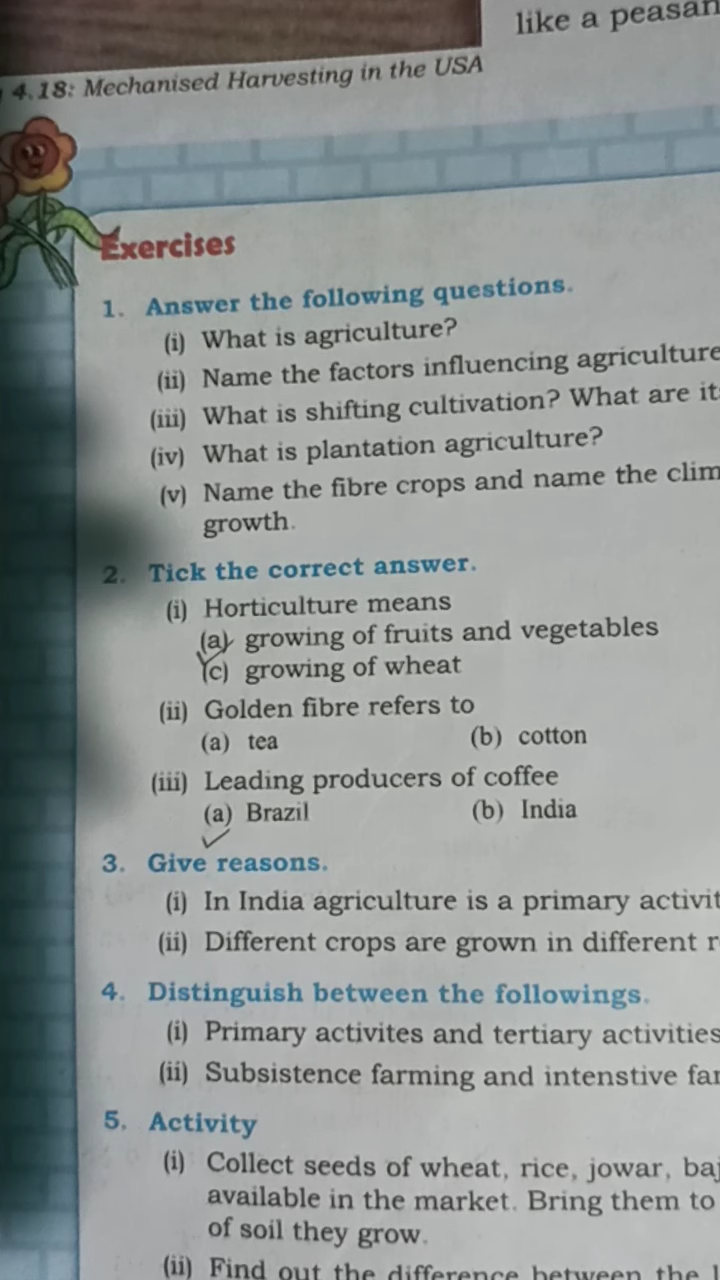 like a peasan
4.18: Mechanised Harvesting in the USA
Exercises
1. Answer the following questions.
(i) What is agriculture?
(ii) Name the factors influencing agriculture
(iii) What is shifting cultivation? What are it
(iv) What is plantation agriculture?
(v) Name the fibre crops and name the clim
growth.
2. Tick the correct answer.
(i) Horticulture means
(a) growing of fruits and vegetables
(c) growing of wheat
(ii) Golden fibre refers to
(a) tea (b) cotton
(iii) Leading producers of coffee
(a) Brazil (b) India
3. Give reasons.
(i) In India agriculture is a primary activit
(ii) Different crops are grown in different r
4. Distinguish between the followings.
(i) Primary activites and tertiary activities
(ii) Subsistence farming and intenstive far
5. Activity
(i) Collect seeds of wheat, rice, jowar, baj
available in the market. Bring them to
of soil they grow.
(ii) Find out the difference between the l